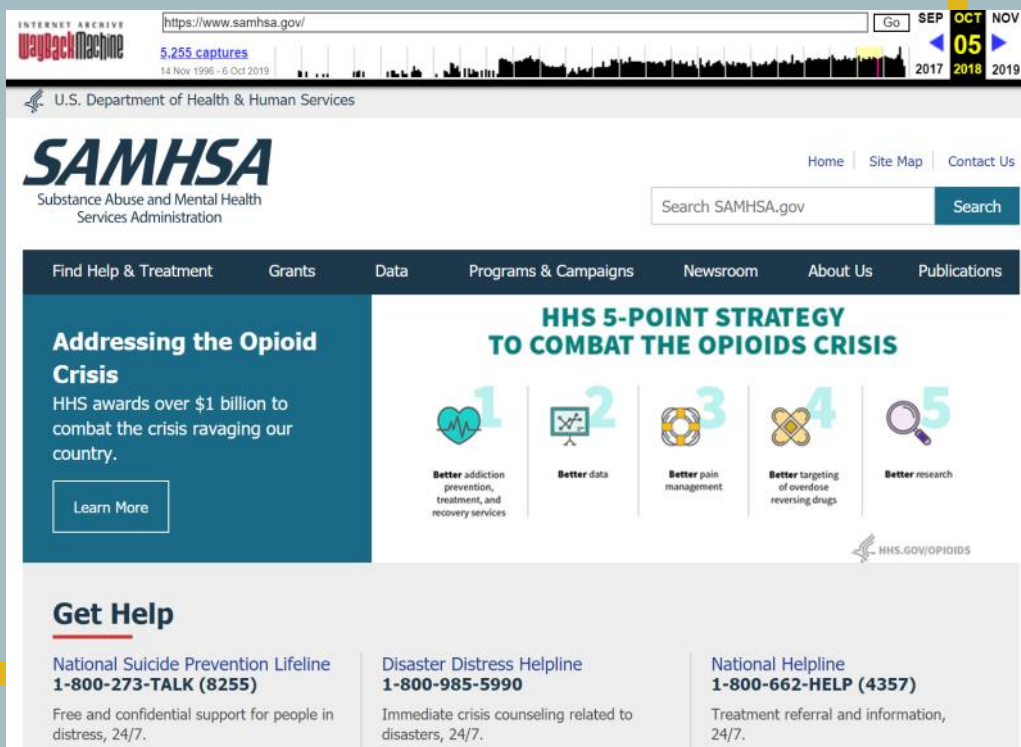 INTERNET ARCHIVE
WayBackMachine
https://www.samhsa.gov/
Go
SEP OCT NOV
05
2017 2018 2019
5,255 captures
14 Nov 1996 - 6 Oct 2019
U.S. Department of Health & Human Services
SAMHSA
Substance Abuse and Mental Health
Services Administration
Home Site Map Contact Us
Search SAMHSA.gov Search
Find Help & Treatment Grants Data Programs & Campaigns Newsroom About Us Publications
Addressing the Opioid
Crisis
HHS awards over $1 billion to
combat the crisis ravaging our
country.
Learn More
HHS 5-POINT STRATEGY
TO COMBAT THE OPIOIDS CRISIS
1 2 3 4 5
Better addiction
prevention,
treatment, and
recovery services
Better data
Better pain
management
Better targeting
of overdose
reversing drugs
Better research
HHS.GOV/OPIOIDS
Get Help
National Suicide Prevention Lifeline
1-800-273-TALK (8255)
Free and confidential support for people in
distress, 24/7.
Disaster Distress Helpline
1-800-985-5990
Immediate crisis counseling related to
disasters, 24/7.
National Helpline
1-800-662-HELP (4357)
Treatment referral and information,
24/7.